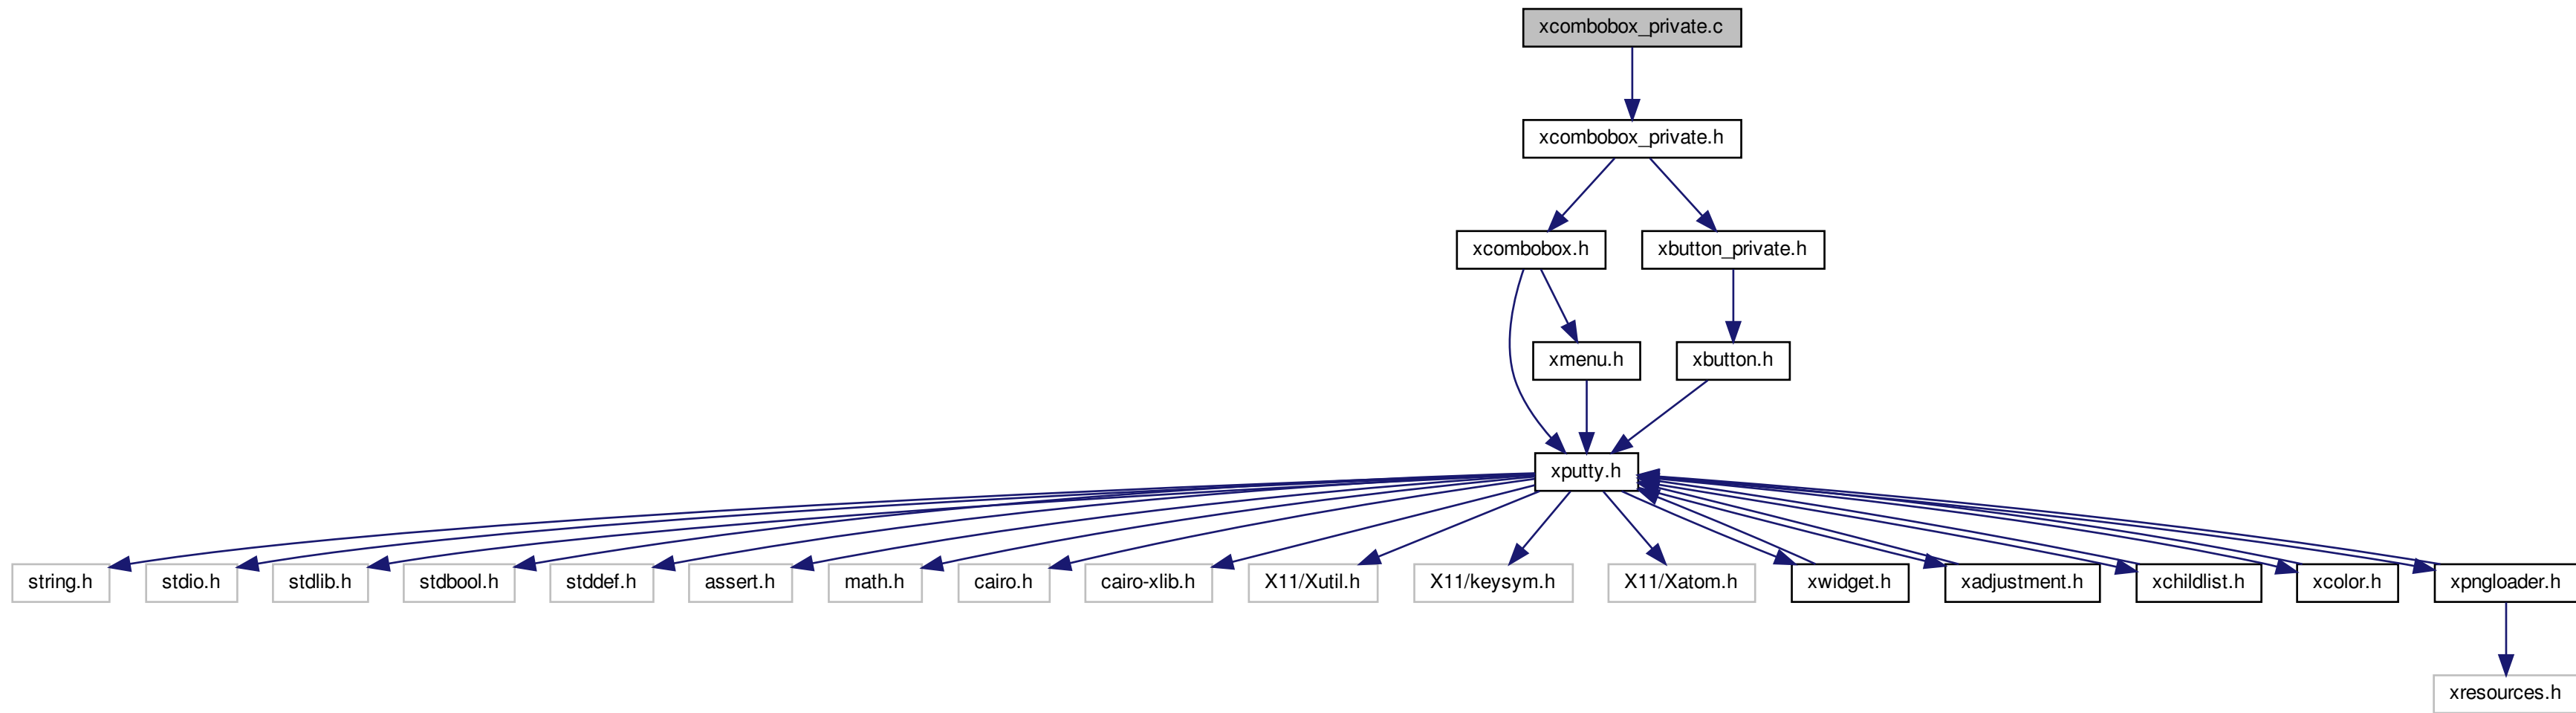 xcombobox_private.c
xcombobox_private.h
xcombobox.h
xbutton_private.h
xmenu.h
xbutton.h
xputty.h
string.h
stdio.h
stdlib.h
stdbool.h
stddef.h
assert.h
math.h
cairo.h
cairo-xlib.h
X11/Xutil.h
X11/keysym.h
X11/Xatom.h
xwidget.h
xadjustment.h
xchildlist.h
xcolor.h
xpngloader.h
xresources.h